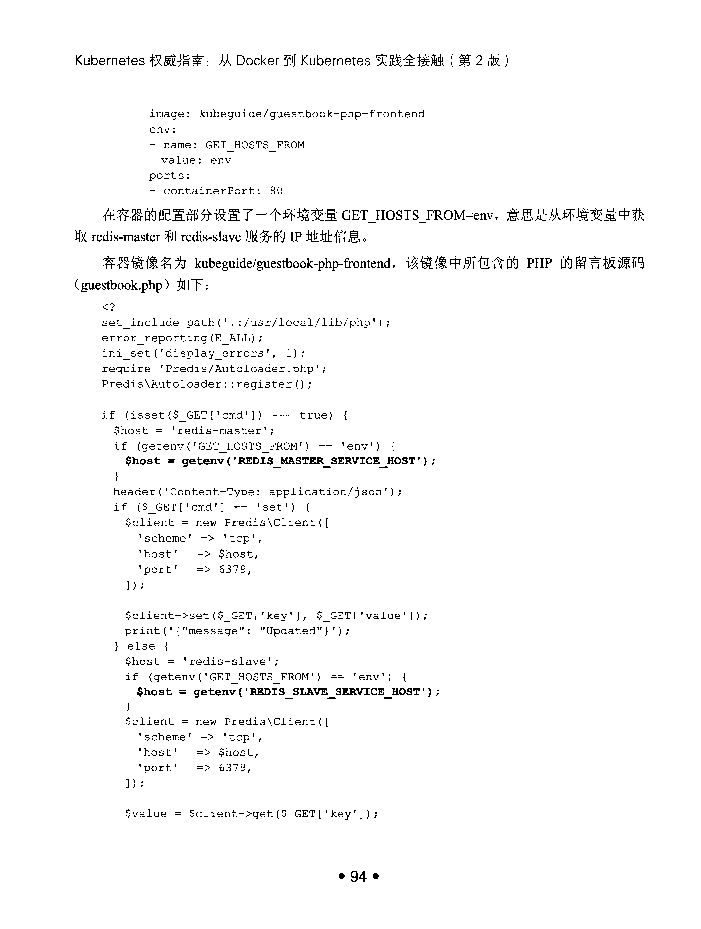 Kubernetes 权威指南：从 Docker 到 Kubernetes 实践全接触（第 2 版）
image: kubeguide/guestbook-php-frontend
env:
- name: GET_HOSTS_FROM
value: env
ports:
- containerPort: 80
在容器的配置部分设置了一个环境变量 GET_HOSTS_FROM=env，意思是从环境变量中获
取 redis-master 和 redis-slave 服务的 IP 地址信息。
容器镜像名为 kubeguide/guestbook-php-frontend，该镜像中所包含的 PHP 的留言板源码
（guestbook.php）如下：
<?
set_include_path('.:/usr/local/lib/php');
error_reporting(E_ALL);
ini_set('display_errors', 1);
require 'Predis/Autoloader.php';
Predis\Autoloader::register();
if (isset($_GET['cmd']) === true) {
$host = 'redis-master';
if (getenv('GET_HOSTS_FROM') == 'env') {
$host = getenv('REDIS_MASTER_SERVICE_HOST');
}
header('Content-Type: application/json');
if ($_GET['cmd'] == 'set') {
$client = new Predis\Client([
'scheme' => 'tcp',
'host' => $host,
'port' => 6379,
]);
$client->set($_GET['key'], $_GET['value']);
print('{"message": "Updated"}');
} else {
$host = 'redis-slave';
if (getenv('GET_HOSTS_FROM') == 'env') {
$host = getenv('REDIS_SLAVE_SERVICE_HOST');
}
$client = new Predis\Client([
'scheme' => 'tcp',
'host' => $host,
'port' => 6379,
]);
$value = $client->get($_GET['key']);
• 94 •